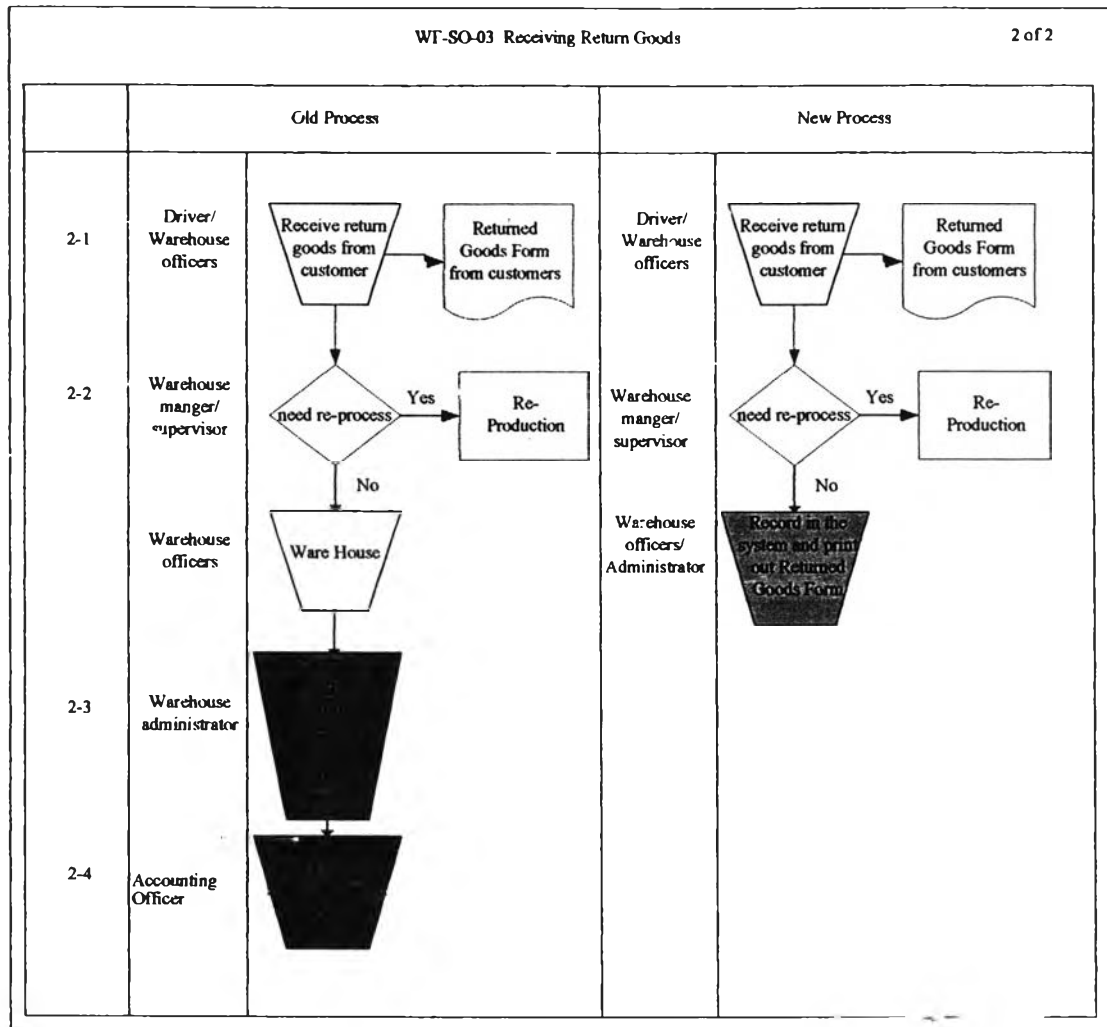 WT-SO-03 Receiving Return Goods
2 of 2
Old Process
New Process
2-1
Driver/
Warehouse
officers
Receive return
goods from
customer
Returned
Goods Form
from customers
Driver/
Warehouse
officers
Receive return
goods from
customer
Returned
Goods Form
from customers
2-2
Warehouse
manger/
supervisor
need re-process
Yes
Re-
Production
No
Warehouse
manger/
supervisor
need re-process
Yes
Re-
Production
No
Warehouse
officers
Ware House
Warehouse
officers/
Administrator
Record in the
system and print
out Returned
Goods Form
2-3
Warehouse
administrator
2-4
Accounting
Officer